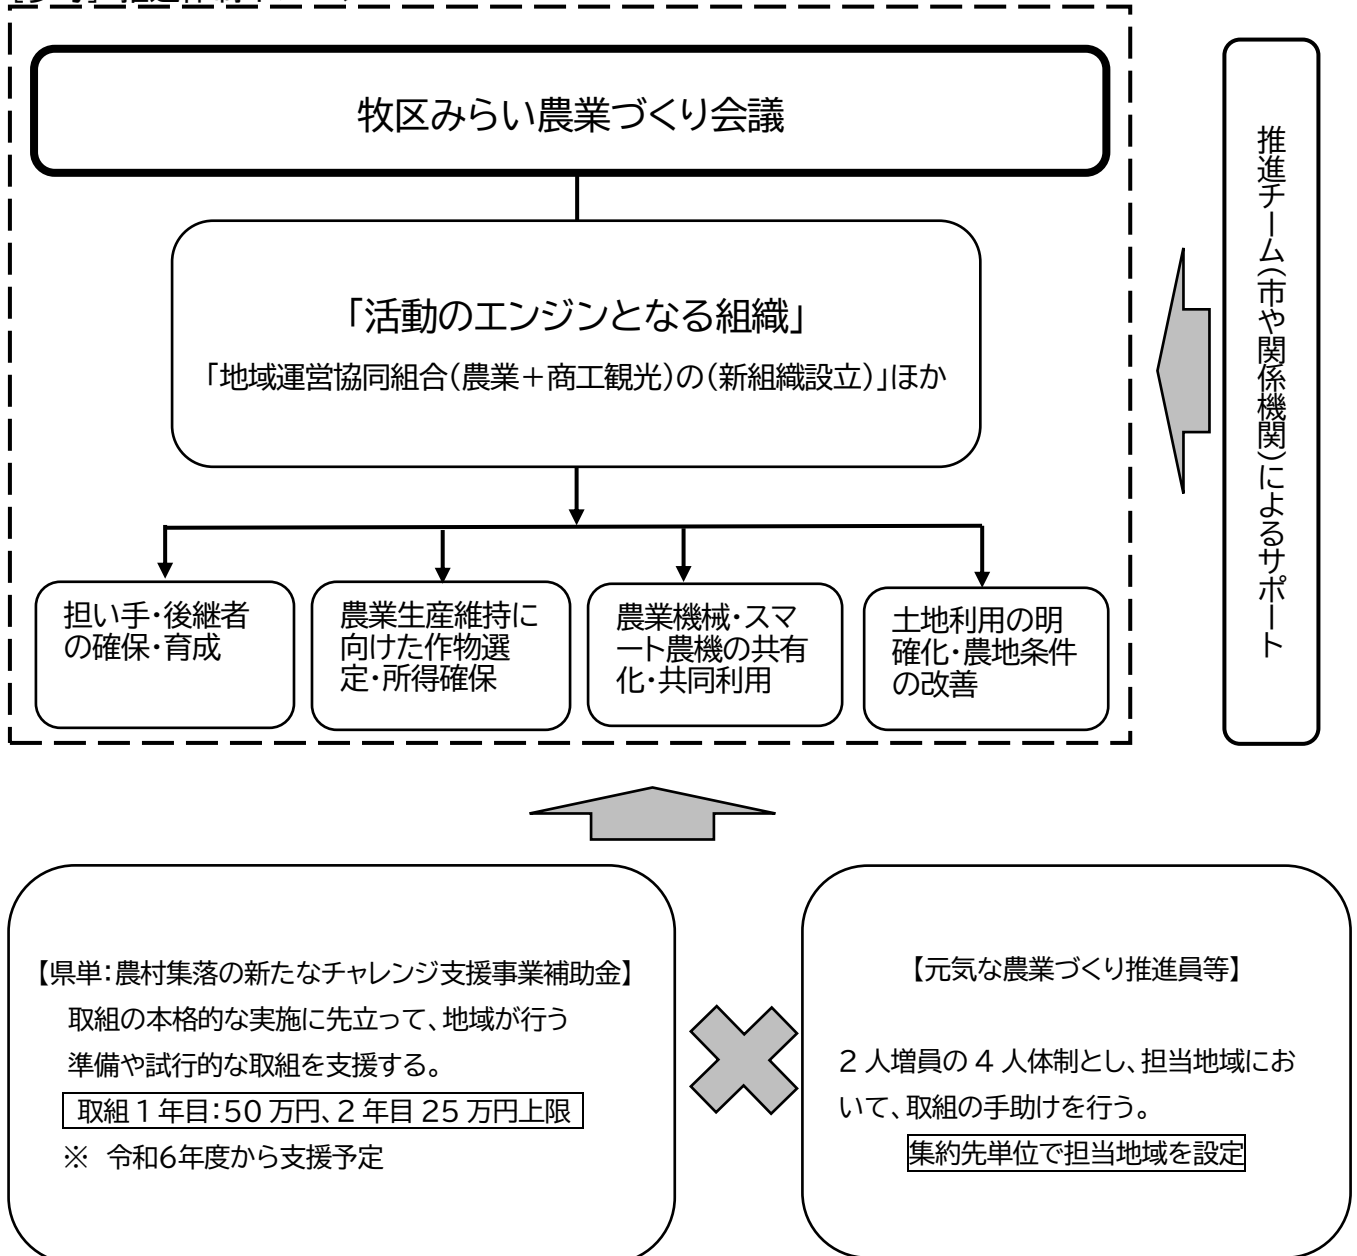 牧区みらい農業づくり会議
「活動のエンジンとなる組織」
「地域運営協同組合(農業+商工観光)の(新組織設立)」ほか
担い手・後継者
の確保・育成
農業生産維持に
向けた作物選
定・所得確保
農業機械・スマ
ート農機の共有
化・共同利用
土地利用の明
確化・農地条件
の改善
推進チーム(市や関係機関)によるサポート
【県単:農村集落の新たなチャレンジ支援事業補助金】
取組の本格的な実施に先立って、地域が行う
準備や試行的な取組を支援する。
取組1年目:50万円、2年目25万円上限
※ 令和6年度から支援予定
【元気な農業づくり推進員等】
2人増員の4人体制とし、担当地域にお
いて、取組の手助けを行う。
集約先単位で担当地域を設定